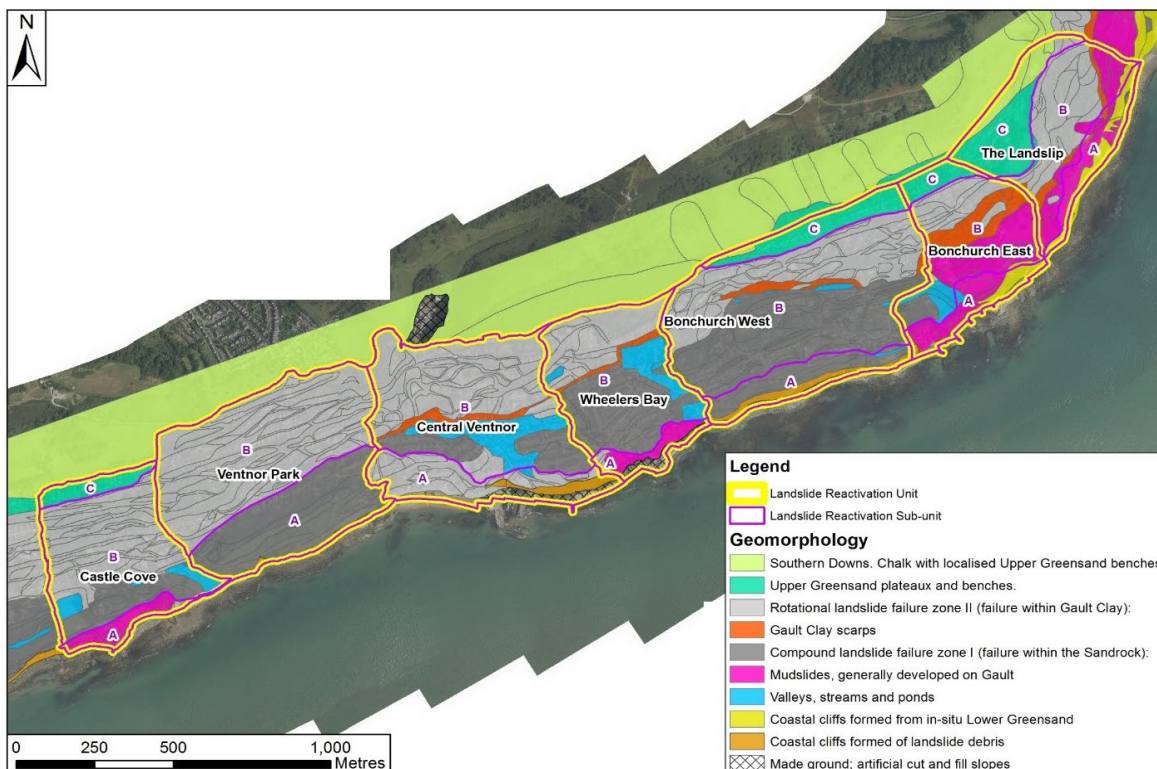 N
C
B
The Landslip
A
C
C
B
Bonchurch East
Bonchurch West
B
A
B
Wheelers Bay
A
A
B
Central Ventnor
A
B
Ventnor Park
A
C
B
Castle Cove
A
Legend
Landslide Reactivation Unit
Landslide Reactivation Sub-unit
Geomorphology
Southern Downs. Chalk with localised Upper Greensand benches
Upper Greensand plateaux and benches.
Rotational landslide failure zone II (failure within Gault Clay):
Gault Clay scarps
Compound landslide failure zone I (failure within the Sandrock):
Mudslides, generally developed on Gault
Valleys, streams and ponds
Coastal cliffs formed from in-situ Lower Greensand
Coastal cliffs formed of landslide debris
Made ground; artificial cut and fill slopes
0 250 500 1,000
Metres